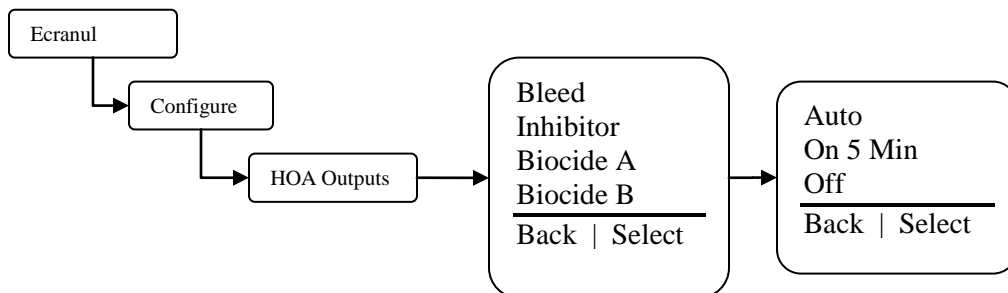 Ecranul
Configure
HOA Outputs
Bleed
Inhibitor
Biocide A
Biocide B
Back | Select
Auto
On 5 Min
Off
Back | Select